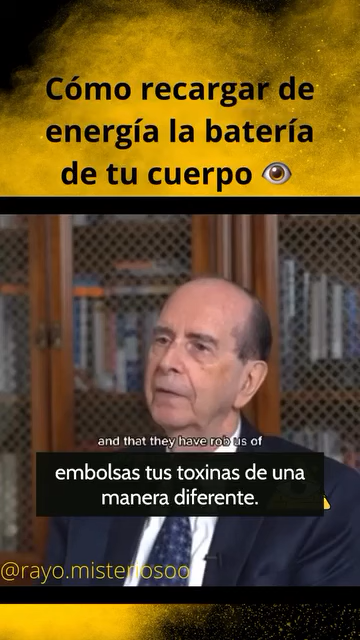 Cómo recargar de
energía la batería
de tu cuerpo 👁️
and that they have rob us of
embolsas tus toxinas de una
manera diferente.
@rayo.misteriosoo